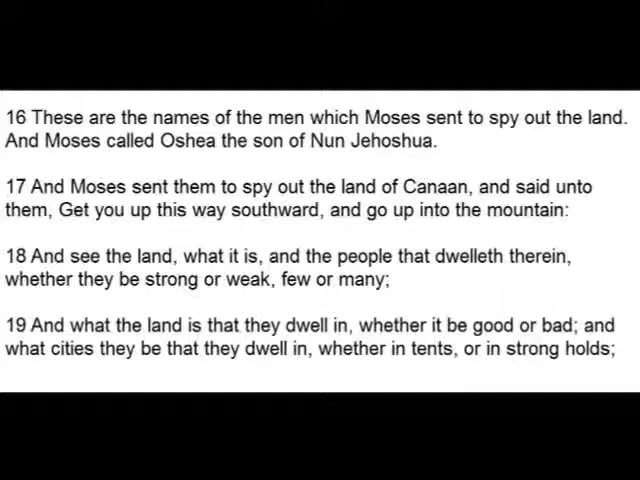 16 These are the names of the men which Moses sent to spy out the land.
And Moses called Oshea the son of Nun Jehoshua.
17 And Moses sent them to spy out the land of Canaan, and said unto
them, Get you up this way southward, and go up into the mountain:
18 And see the land, what it is, and the people that dwelleth therein,
whether they be strong or weak, few or many;
19 And what the land is that they dwell in, whether it be good or bad; and
what cities they be that they dwell in, whether in tents, or in strong holds;